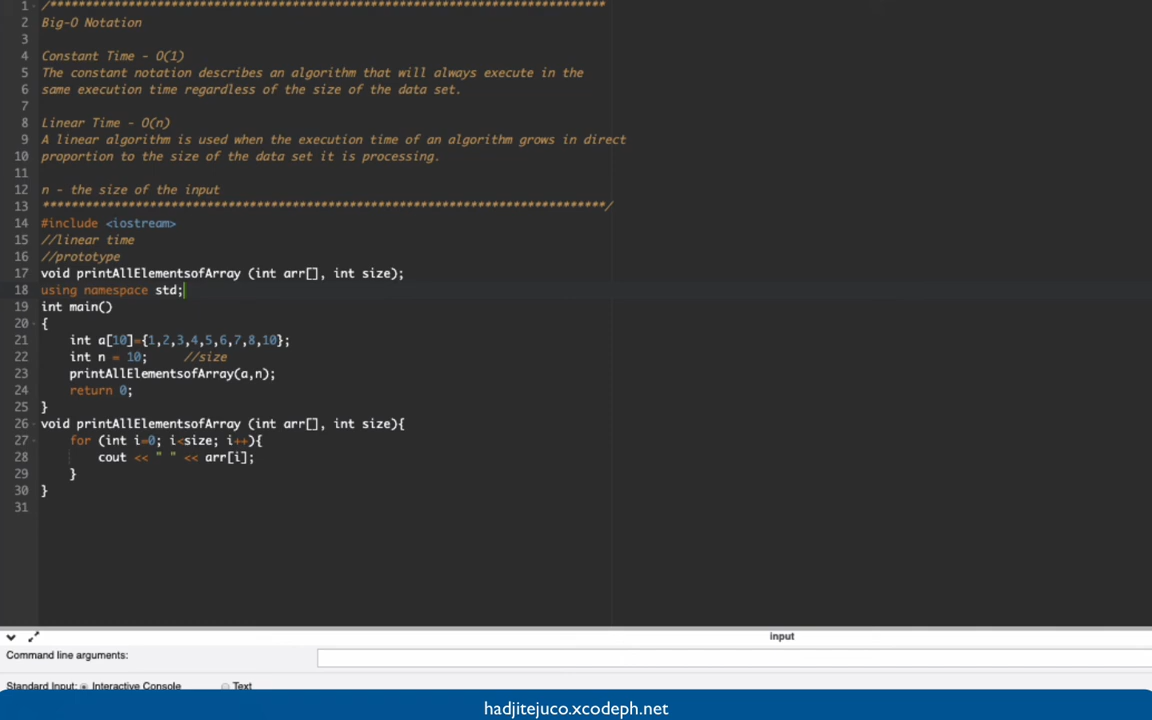 1 /*******************************************************************************
2 Big-O Notation
3
4 Constant Time - O(1)
5 The constant notation describes an algorithm that will always execute in the
6 same execution time regardless of the size of the data set.
7
8 Linear Time - O(n)
9 A linear algorithm is used when the execution time of an algorithm grows in direct
10 proportion to the size of the data set it is processing.
11
12 n - the size of the input
13 *******************************************************************************/
14 #include <iostream>
15 //linear time
16 //prototype
17 void printAllElementsofArray (int arr[], int size);
18 using namespace std;
19 int main()
20 {
21 int a[10]={1,2,3,4,5,6,7,8,10};
22 int n = 10; //size
23 printAllElementsofArray(a,n);
24 return 0;
25 }
26 void printAllElementsofArray (int arr[], int size){
27 for (int i=0; i<size; i++){
28 cout << " " << arr[i];
29 }
30 }
31
input
Command line arguments:
Standard Input: Interactive Console Text
hadjitejuco.xcodeph.net